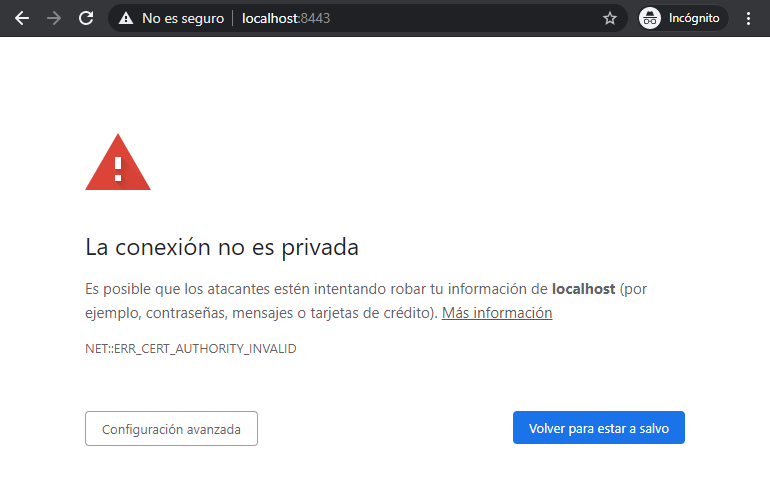 No es seguro localhost:8443 Incógnito
La conexión no es privada
Es posible que los atacantes estén intentando robar tu información de localhost (por
ejemplo, contraseñas, mensajes o tarjetas de crédito). Más información
NET::ERR_CERT_AUTHORITY_INVALID
Configuración avanzada Volver para estar a salvo